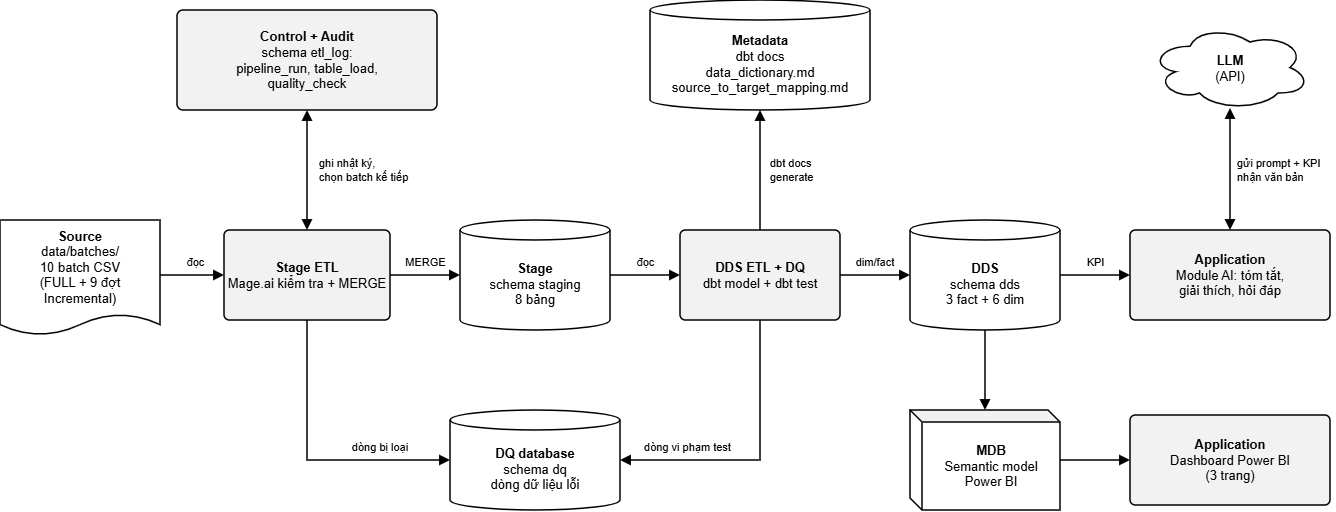 Control + Audit
schema etl_log:
pipeline_run, table_load,
quality_check
Metadata
dbt docs
data_dictionary.md
source_to_target_mapping.md
LLM
(API)
ghi nhật ký,
chọn batch kế tiếp
dbt docs
generate
gửi prompt + KPI
nhận văn bản
Source
data/batches/
10 batch CSV
(FULL + 9 đợt
Incremental)
đọc
Stage ETL
Mage.ai kiểm tra + MERGE
MERGE
Stage
schema staging
8 bảng
đọc
DDS ETL + DQ
dbt model + dbt test
dim/fact
DDS
schema dds
3 fact + 6 dim
KPI
Application
Module AI: tóm tắt,
giải thích, hỏi đáp
dòng bị loại
DQ database
schema dq
dòng dữ liệu lỗi
dòng vi phạm test
MDB
Semantic model
Power BI
Application
Dashboard Power BI
(3 trang)